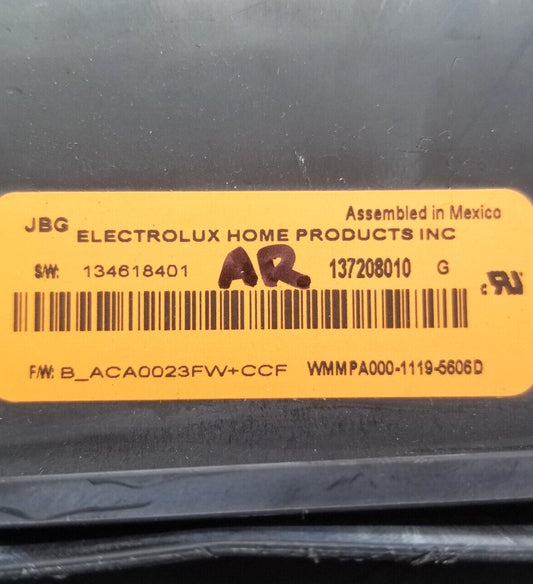 JBG Assembled in Mexico
ELECTROLUX HOME PRODUCTS INC
S/W: 134618401 AR 137208010 G
F/W: B_ACA0023FW+CCF WMMPA000-1119-5606D